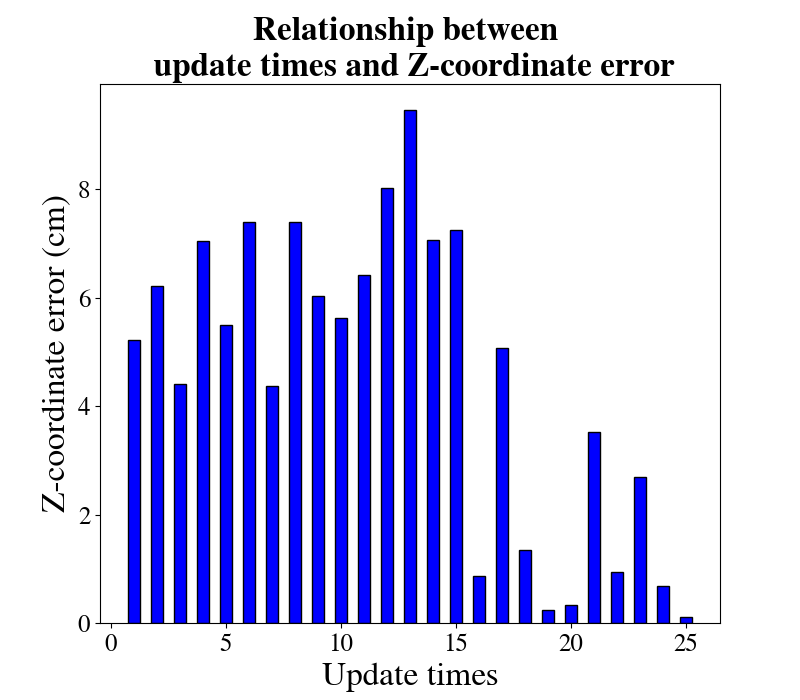 Relationship between
update times and Z-coordinate error
Z-coordinate error (cm)
8
6
4
2
0
0 5 10 15 20 25
Update times